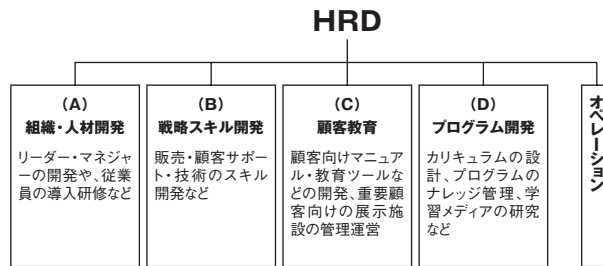 HRD
（A）
組織・人材開発
リーダー・マネジャ
ーの開発や、従業
員の導入研修など
（B）
戦略スキル開発
販売・顧客サポー
ト・技術のスキル
開発など
（C）
顧客教育
顧客向けマニュア
ル・教育ツールな
どの開発、重要顧
客向けの展示施
設の管理運営
（D）
プログラム開発
カリキュラムの設
計、プログラムの
ナレッジ管理、学
習メディアの研究
など
オペレーション